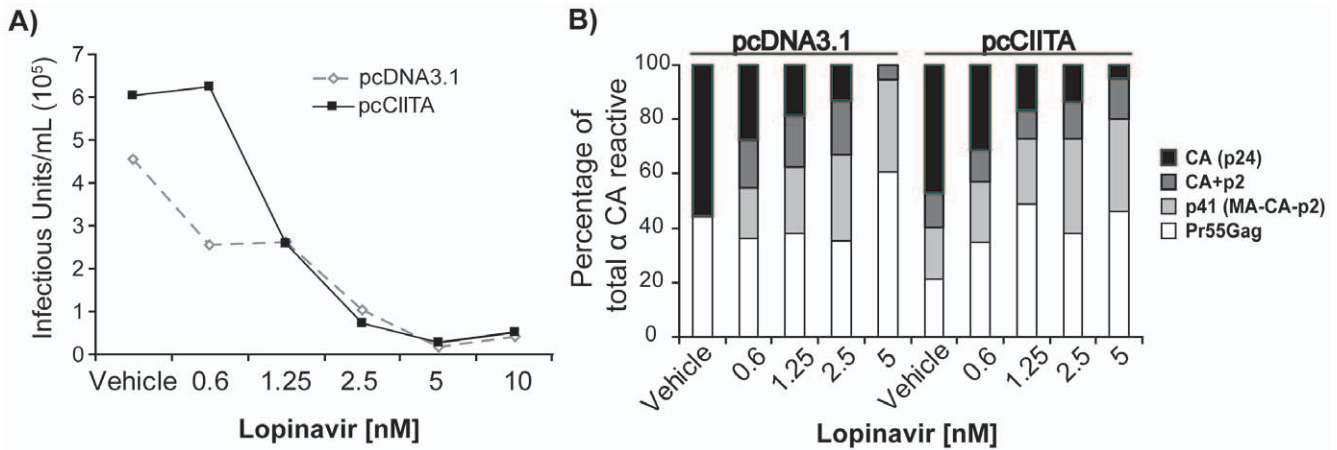 A)
Infectious Units/mL (10⁵)
7
6
5
4
3
2
1
0
pcDNA3.1
pcCIITA
Vehicle 0.6 1.25 2.5 5 10
Lopinavir [nM]
B)
pcDNA3.1 pcCIITA
Percentage of
total α CA reactive
100
80
60
40
20
0
Vehicle 0.6 1.25 2.5 5 Vehicle 0.6 1.25 2.5 5
Lopinavir [nM]
CA (p24)
CA+p2
p41 (MA-CA-p2)
Pr55Gag